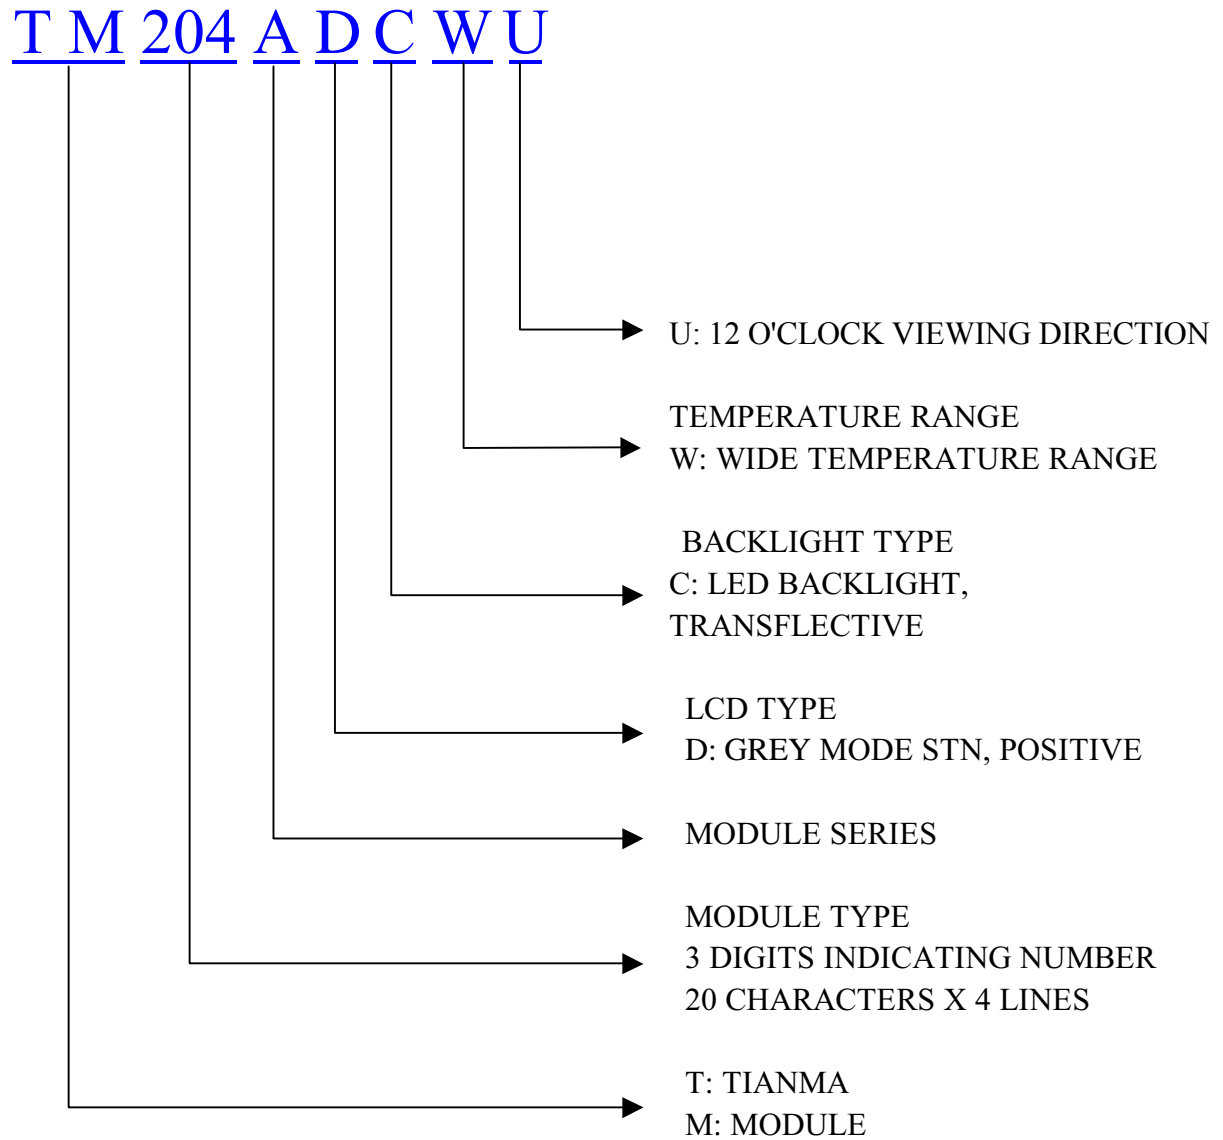 T M 204 A D C W U
U: 12 O'CLOCK VIEWING DIRECTION
TEMPERATURE RANGE
W: WIDE TEMPERATURE RANGE
BACKLIGHT TYPE
C: LED BACKLIGHT,
TRANSFLECTIVE
LCD TYPE
D: GREY MODE STN, POSITIVE
MODULE SERIES
MODULE TYPE
3 DIGITS INDICATING NUMBER
20 CHARACTERS X 4 LINES
T: TIANMA
M: MODULE